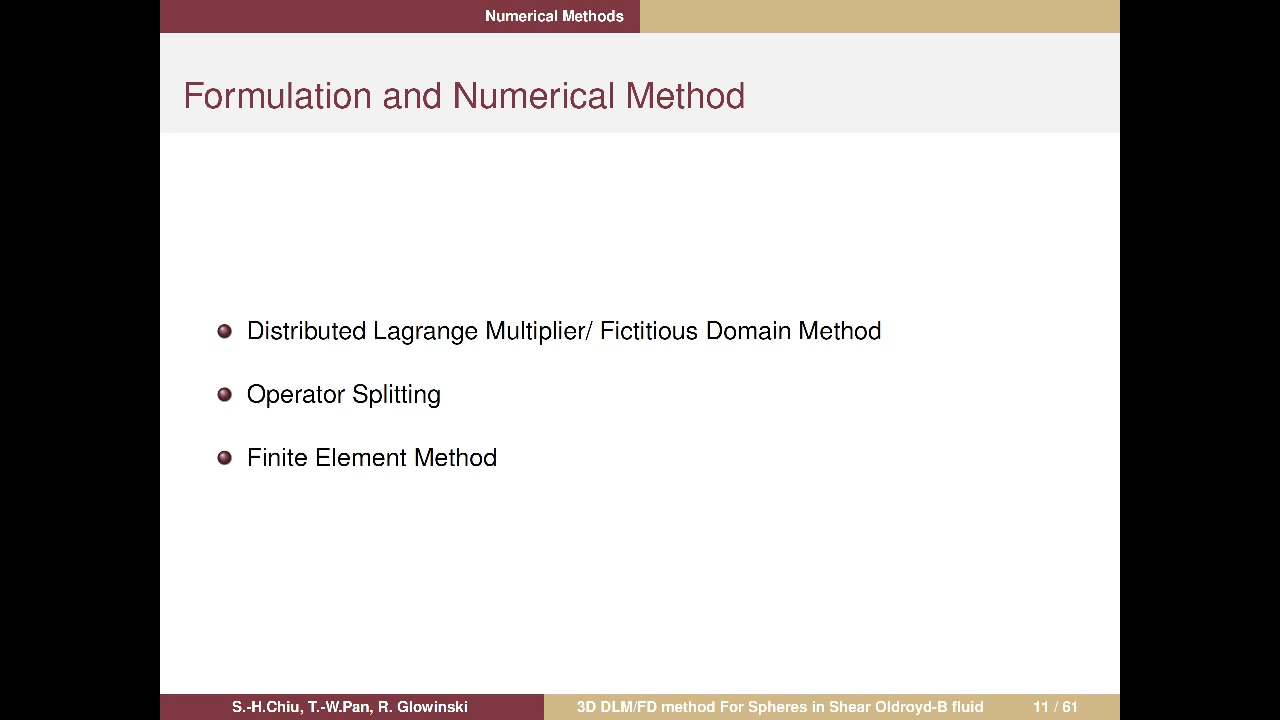 Numerical Methods
Formulation and Numerical Method
Distributed Lagrange Multiplier/ Fictitious Domain Method
Operator Splitting
Finite Element Method
S.-H.Chiu, T.-W.Pan, R. Glowinski
3D DLM/FD method For Spheres in Shear Oldroyd-B fluid
11 / 61